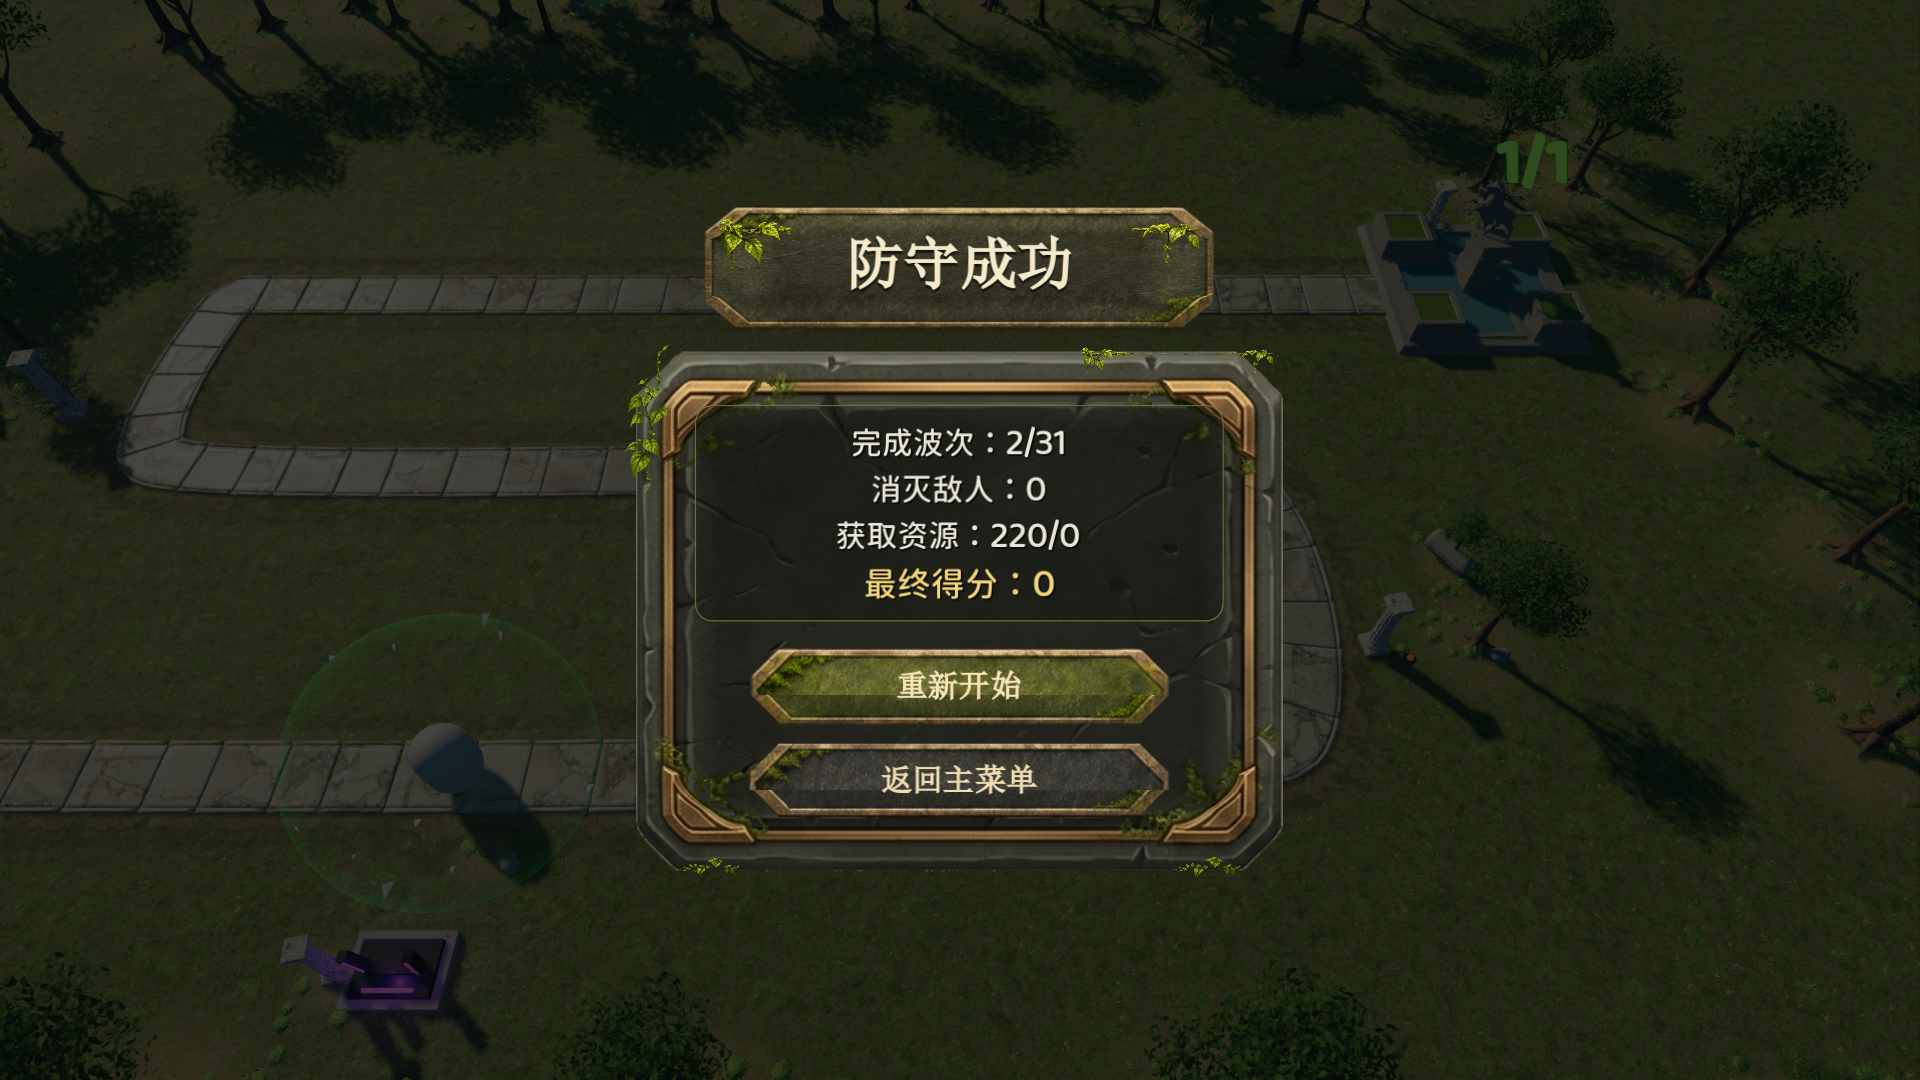 1/1
防守成功
完成波次：2/31
消灭敌人：0
获取资源：220/0
最终得分：0
重新开始
返回主菜单